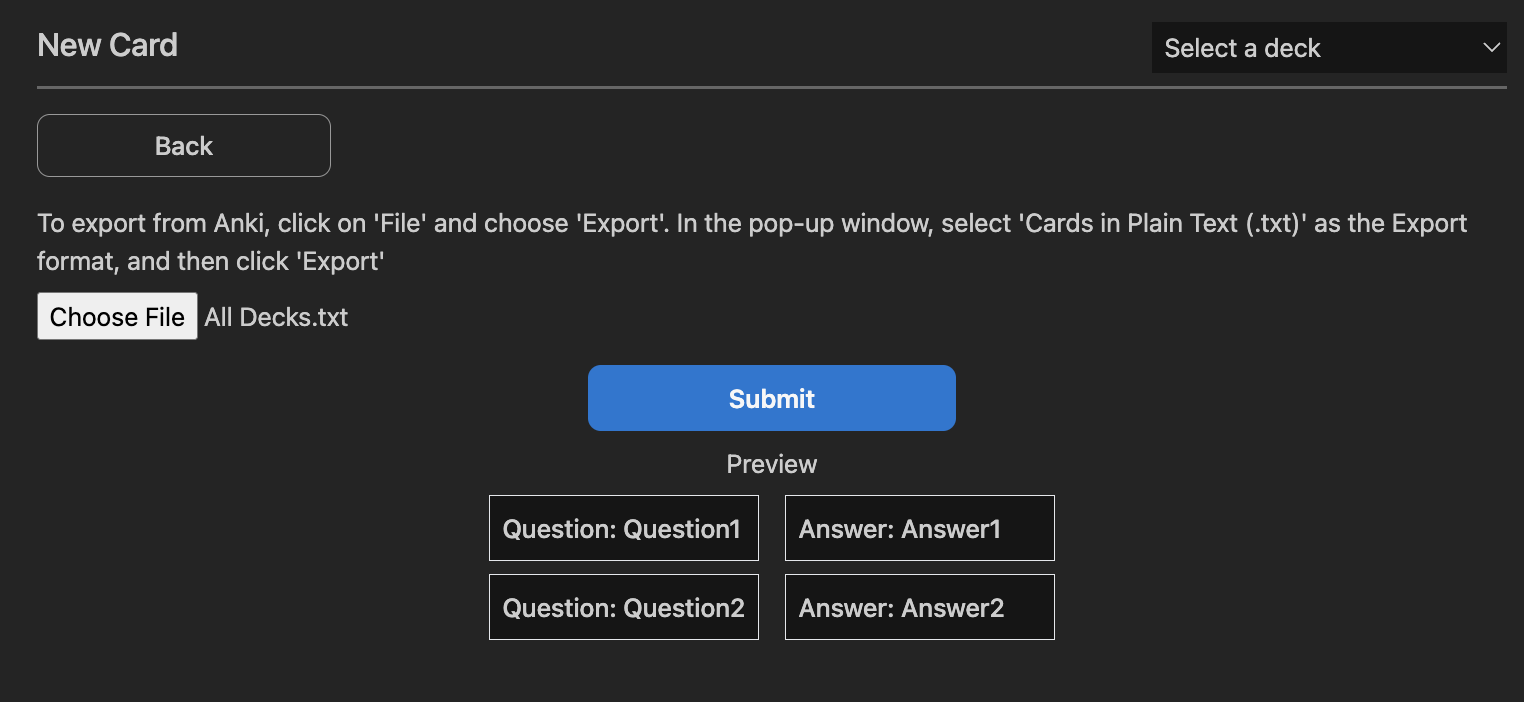 New Card
Select a deck
Back
To export from Anki, click on 'File' and choose 'Export'. In the pop-up window, select 'Cards in Plain Text (.txt)' as the Export
format, and then click 'Export'
Choose File All Decks.txt
Submit
Preview
Question: Question1
Answer: Answer1
Question: Question2
Answer: Answer2